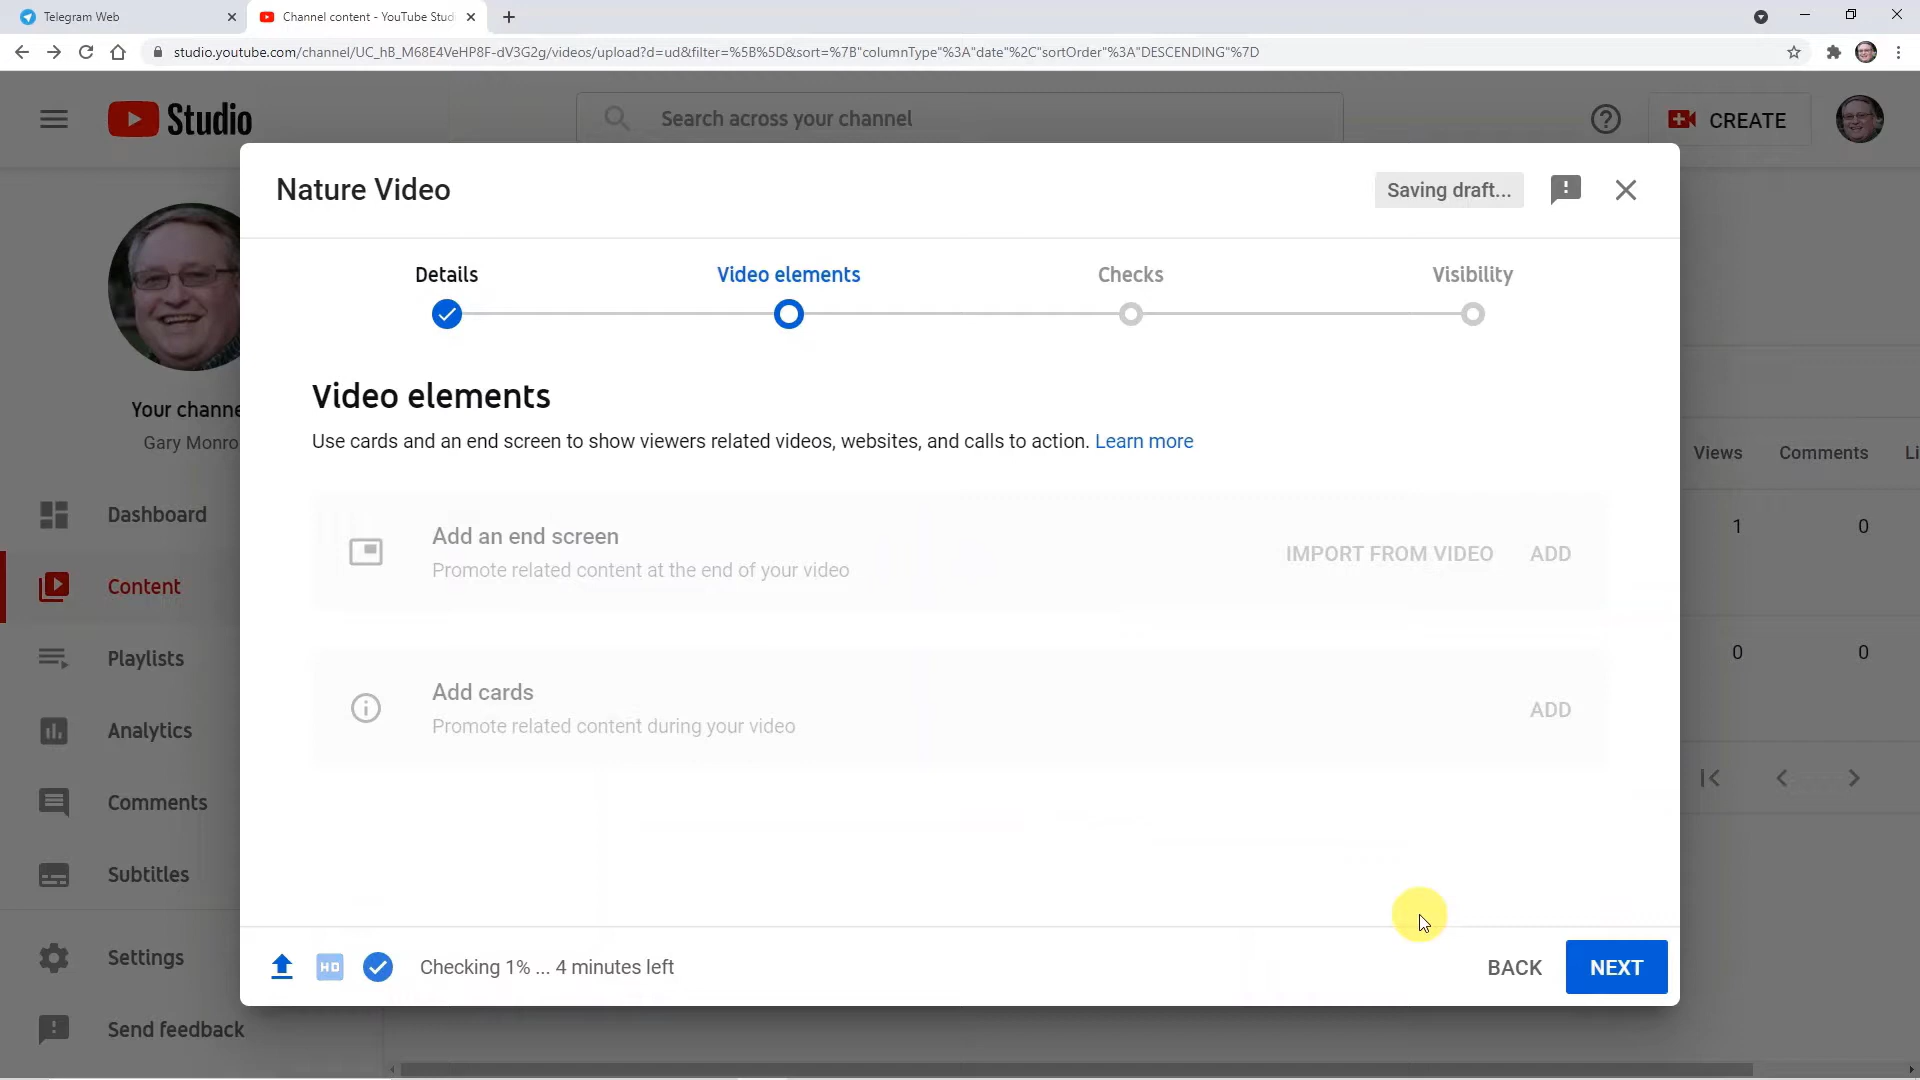 Telegram Web
Channel content - YouTube Studi
studio.youtube.com/channel/UC_hB_M68E4VeHP8F-dV3G2g/videos/upload?d=ud&filter=%5B%5D&sort=%7B"columnType"%3A"date"%2C"sortOrder"%3A"DESCENDING"%7D
Studio
Search across your channel
CREATE
Nature Video
Saving draft...
Details
Video elements
Checks
Visibility
Video elements
Use cards and an end screen to show viewers related videos, websites, and calls to action. Learn more
Add an end screen
Promote related content at the end of your video
IMPORT FROM VIDEO
ADD
Add cards
Promote related content during your video
ADD
HD
Checking 1% ... 4 minutes left
BACK
NEXT
Your channe
Gary Monro
Dashboard
Content
Playlists
Analytics
Comments
Subtitles
Settings
Send feedback
Views
Comments
Li
1
0
0
0